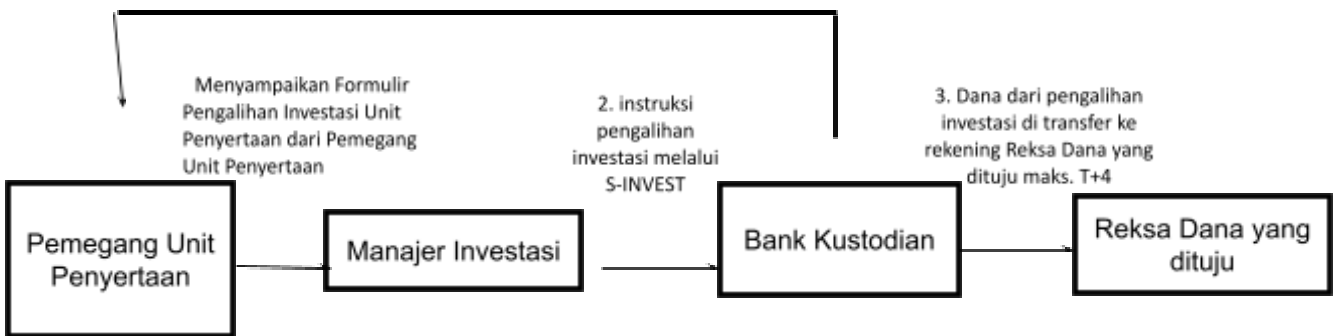 Menyampaikan Formulir
Pengalihan Investasi Unit
Penyertaan dari Pemegang
Unit Penyertaan
2. instruksi
pengalihan
investasi melalui
S-INVEST
3. Dana dari pengalihan
investasi di transfer ke
rekening Reksa Dana yang
dituju maks. T+4
Pemegang Unit
Penyertaan
Manajer Investasi
Bank Kustodian
Reksa Dana yang
dituju